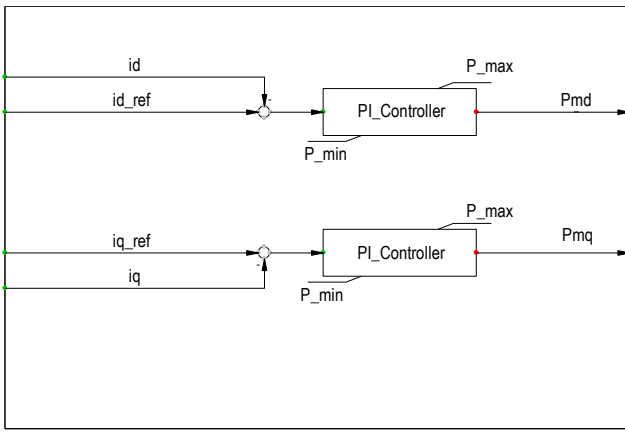 id
P_max
id_ref
PI_Controller
Pmd
-
P_min
P_max
iq_ref
PI_Controller
Pmq
-
iq
P_min